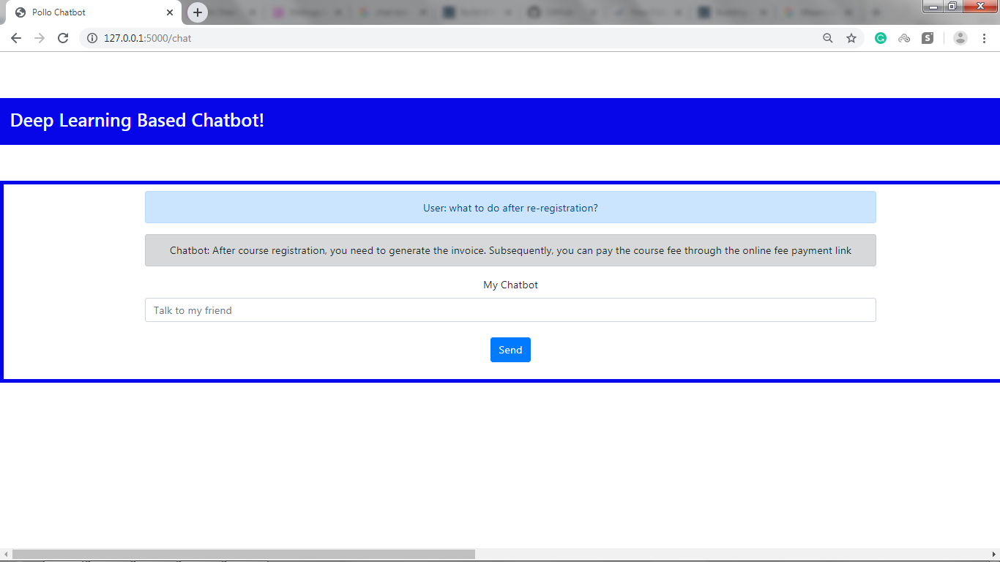 Pollo Chatbot
127.0.0.1:5000/chat
Deep Learning Based Chatbot!
User: what to do after re-registration?
Chatbot: After course registration, you need to generate the invoice. Subsequently, you can pay the course fee through the online fee payment link
My Chatbot
Talk to my friend
Send